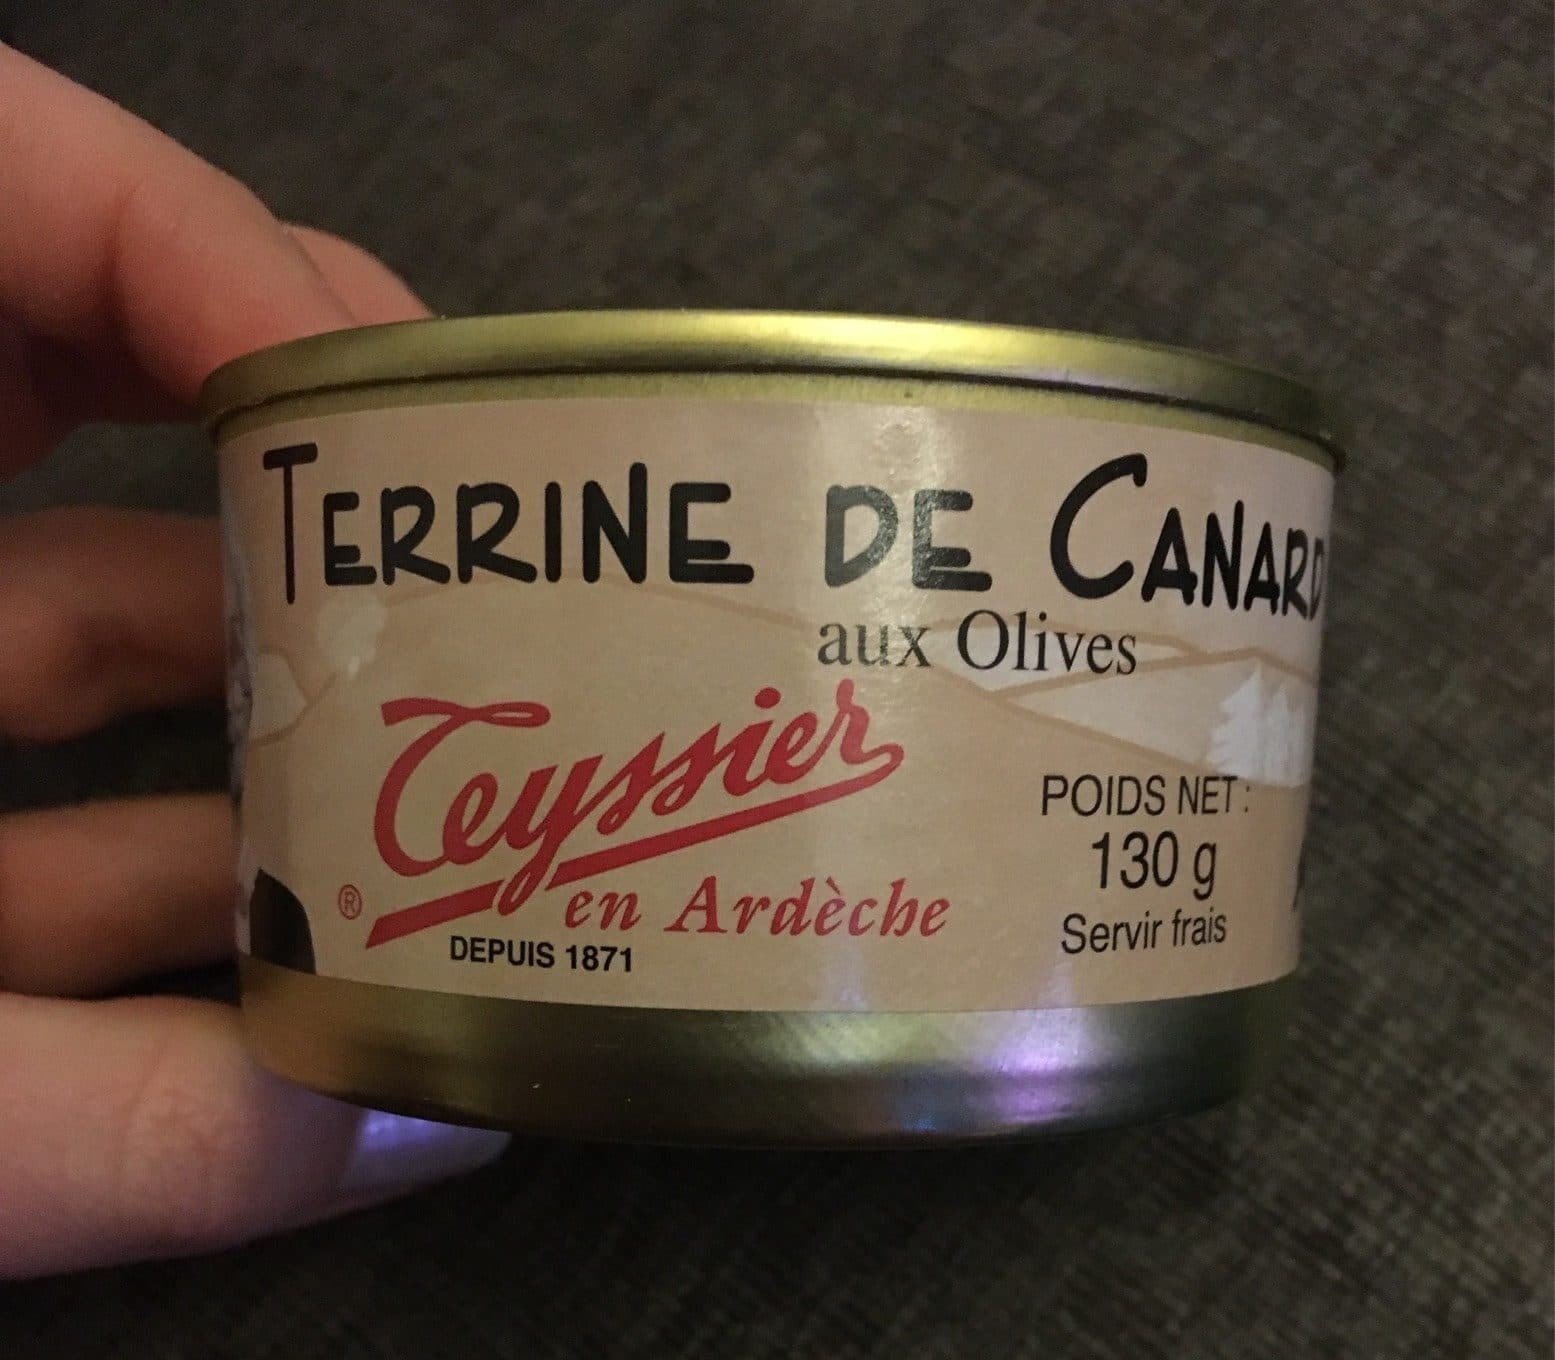 TERRINE DE CANARD
aux Olives
Teyssier
® en Ardèche
DEPUIS 1871
POIDS NET :
130 g
Servir frais